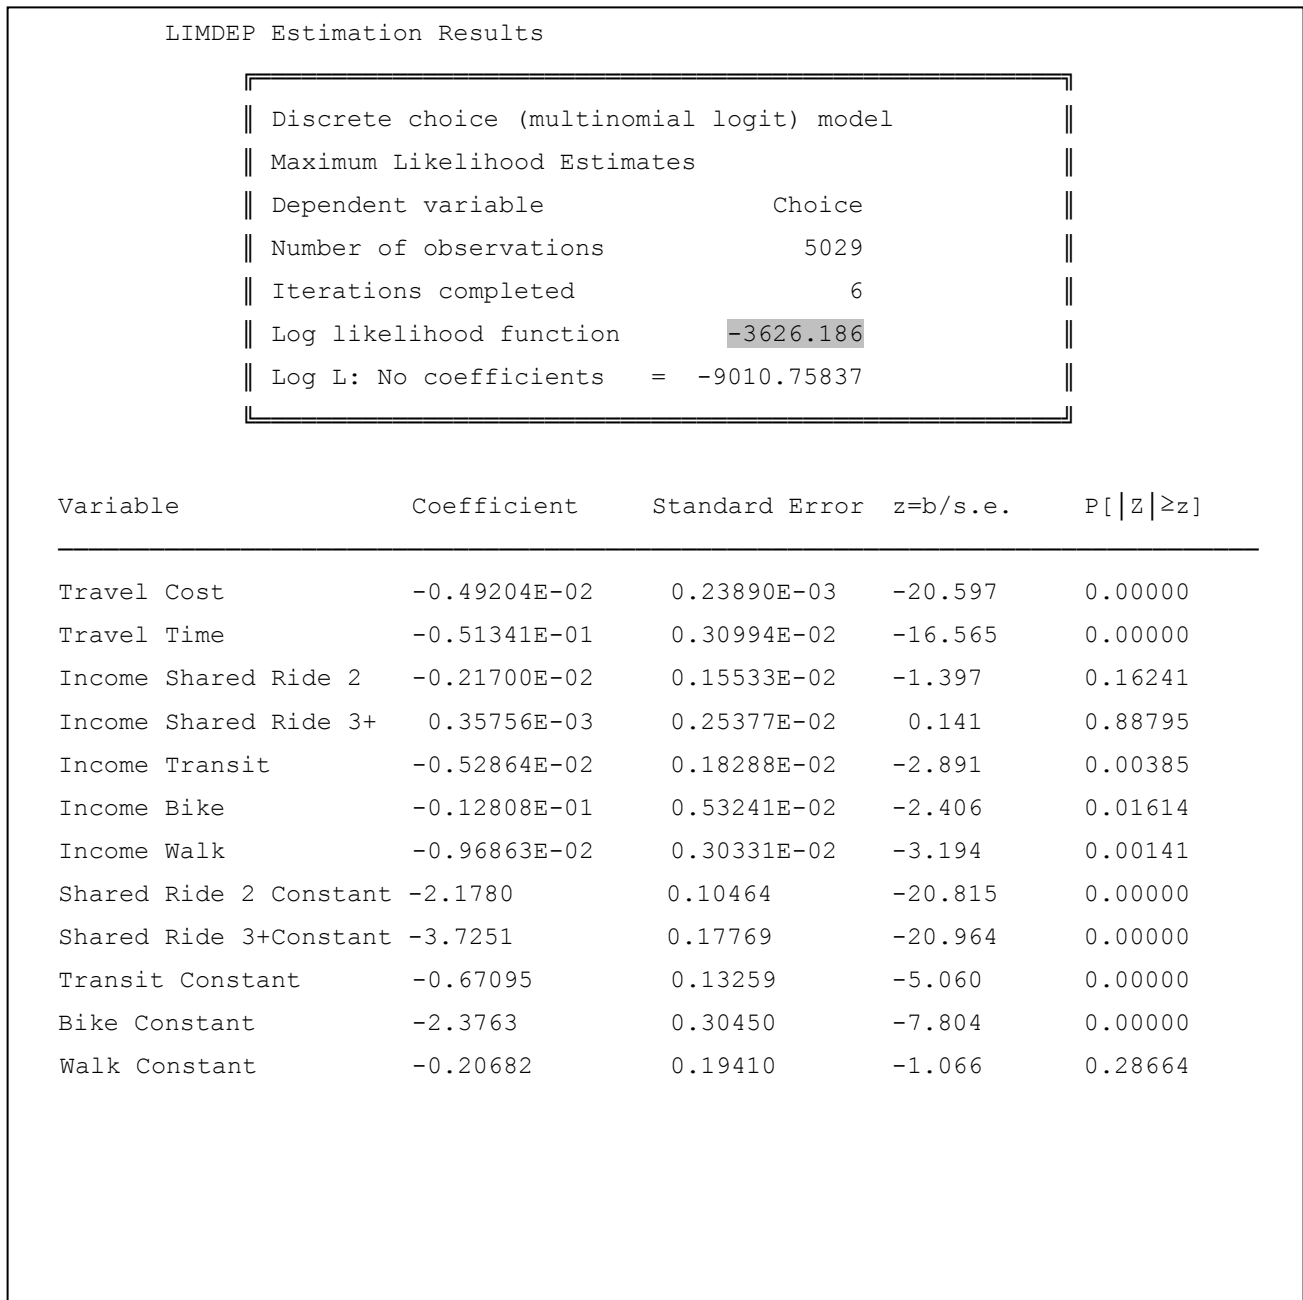 LIMDEP Estimation Results
Discrete choice (multinomial logit) model
Maximum Likelihood Estimates
Dependent variable Choice
Number of observations 5029
Iterations completed 6
Log likelihood function -3626.186
Log L: No coefficients = -9010.75837
Variable Coefficient Standard Error z=b/s.e. P[|Z|≥z]
Travel Cost -0.49204E-02 0.23890E-03 -20.597 0.00000
Travel Time -0.51341E-01 0.30994E-02 -16.565 0.00000
Income Shared Ride 2 -0.21700E-02 0.15533E-02 -1.397 0.16241
Income Shared Ride 3+ 0.35756E-03 0.25377E-02 0.141 0.88795
Income Transit -0.52864E-02 0.18288E-02 -2.891 0.00385
Income Bike -0.12808E-01 0.53241E-02 -2.406 0.01614
Income Walk -0.96863E-02 0.30331E-02 -3.194 0.00141
Shared Ride 2 Constant -2.1780 0.10464 -20.815 0.00000
Shared Ride 3+Constant -3.7251 0.17769 -20.964 0.00000
Transit Constant -0.67095 0.13259 -5.060 0.00000
Bike Constant -2.3763 0.30450 -7.804 0.00000
Walk Constant -0.20682 0.19410 -1.066 0.28664